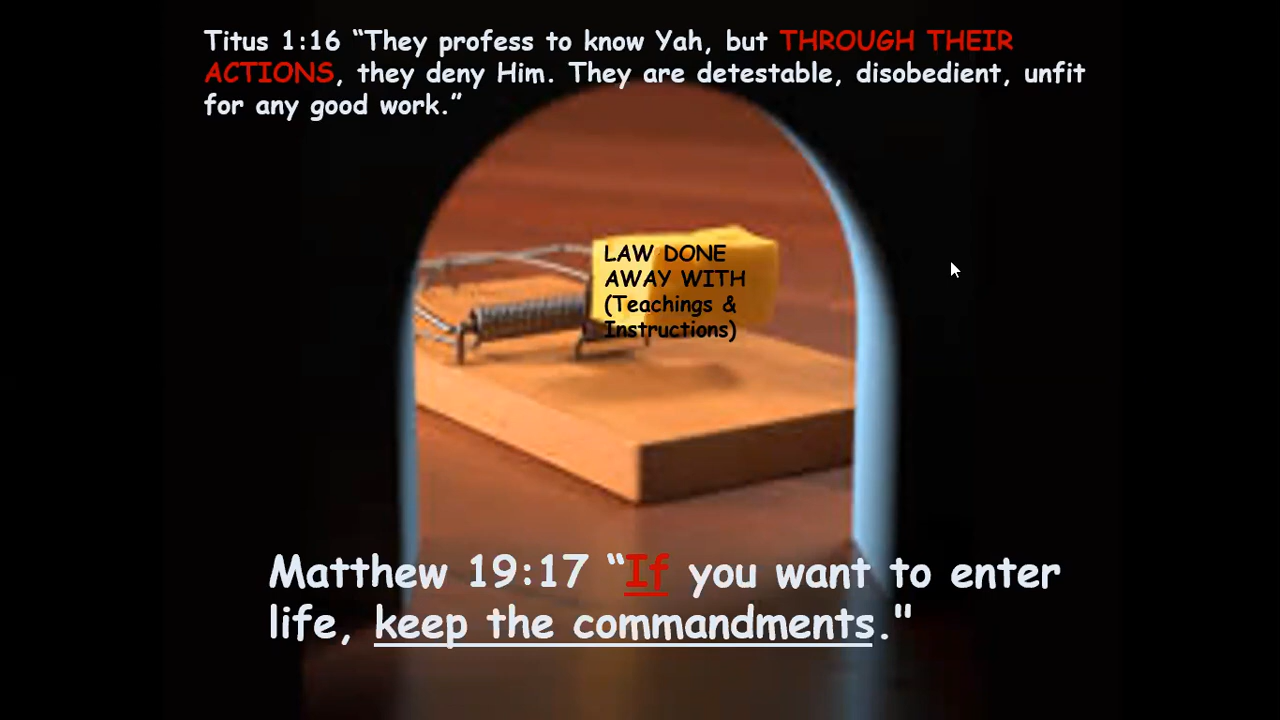 Titus 1:16 “They profess to know Yah, but THROUGH THEIR
ACTIONS, they deny Him. They are detestable, disobedient, unfit
for any good work.”
LAW DONE
AWAY WITH
(Teachings &
Instructions)
Matthew 19:17 “If you want to enter
life, keep the commandments."